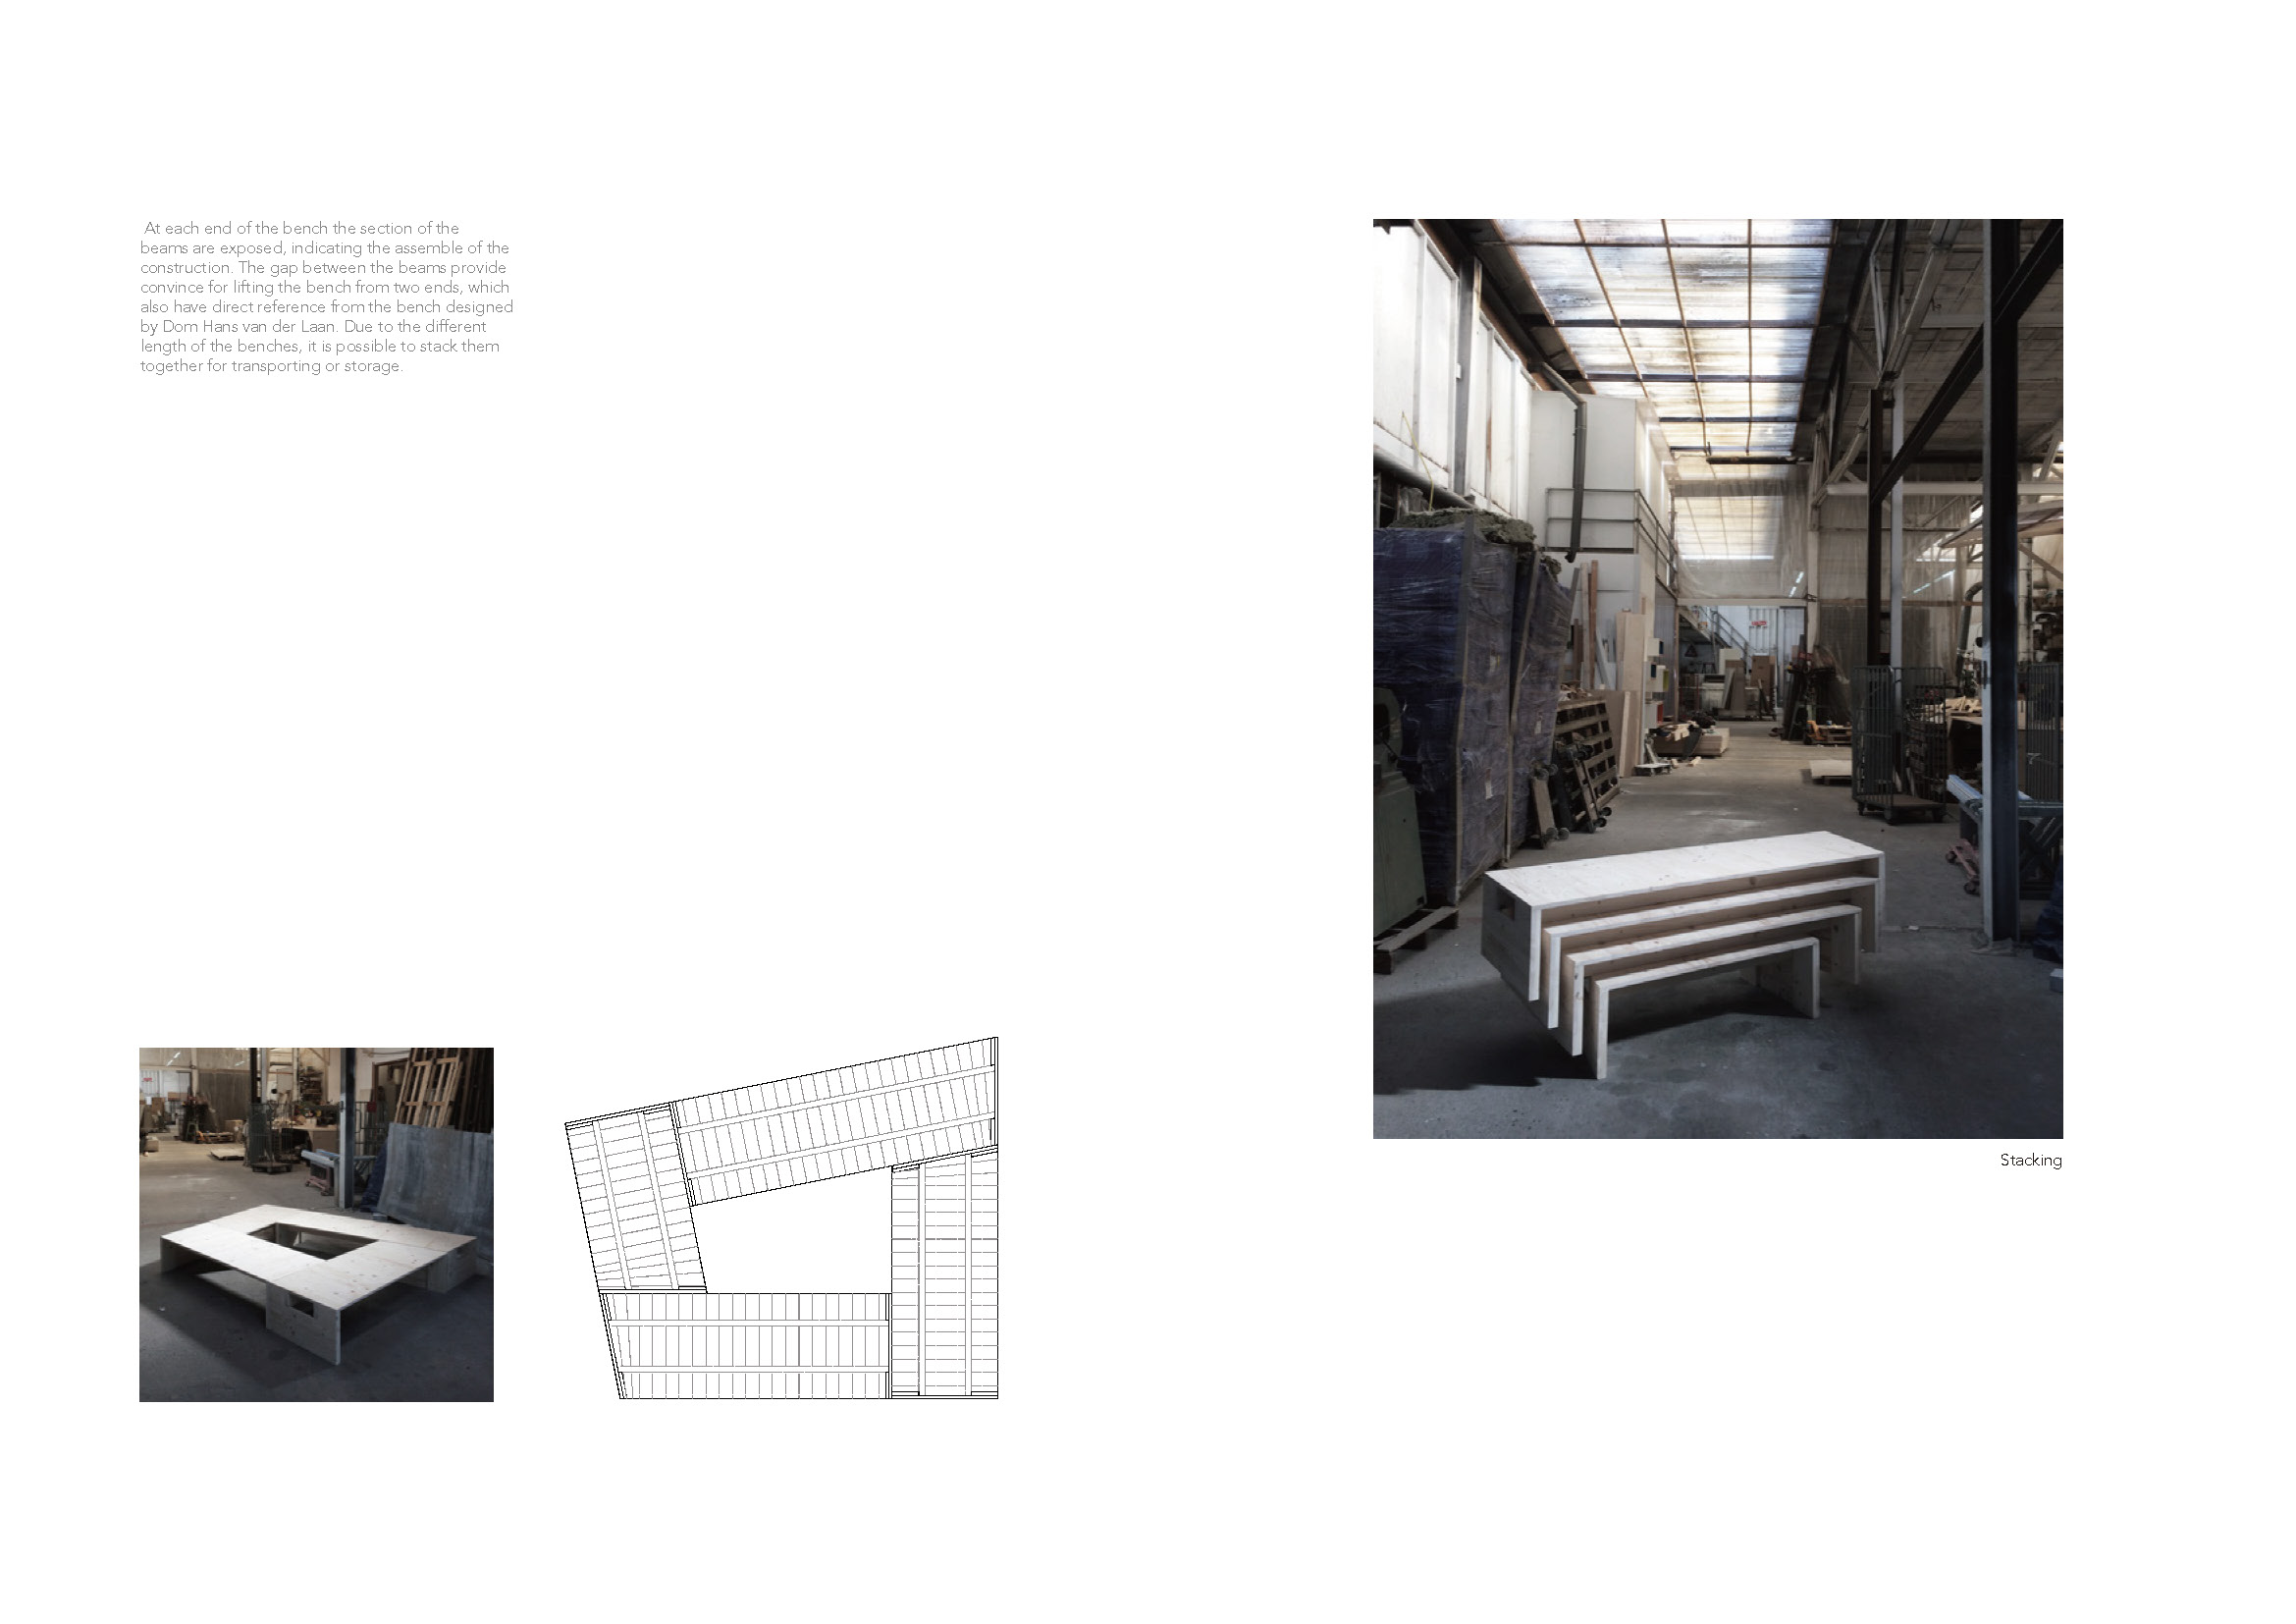 At each end of the bench the section of the
beams are exposed, indicating the assemble of the
construction. The gap between the beams provide
convince for lifting the bench from two ends, which
also have direct reference from the bench designed
by Dom Hans van der Laan. Due to the different
length of the benches, it is possible to stack them
together for transporting or storage.
Stacking